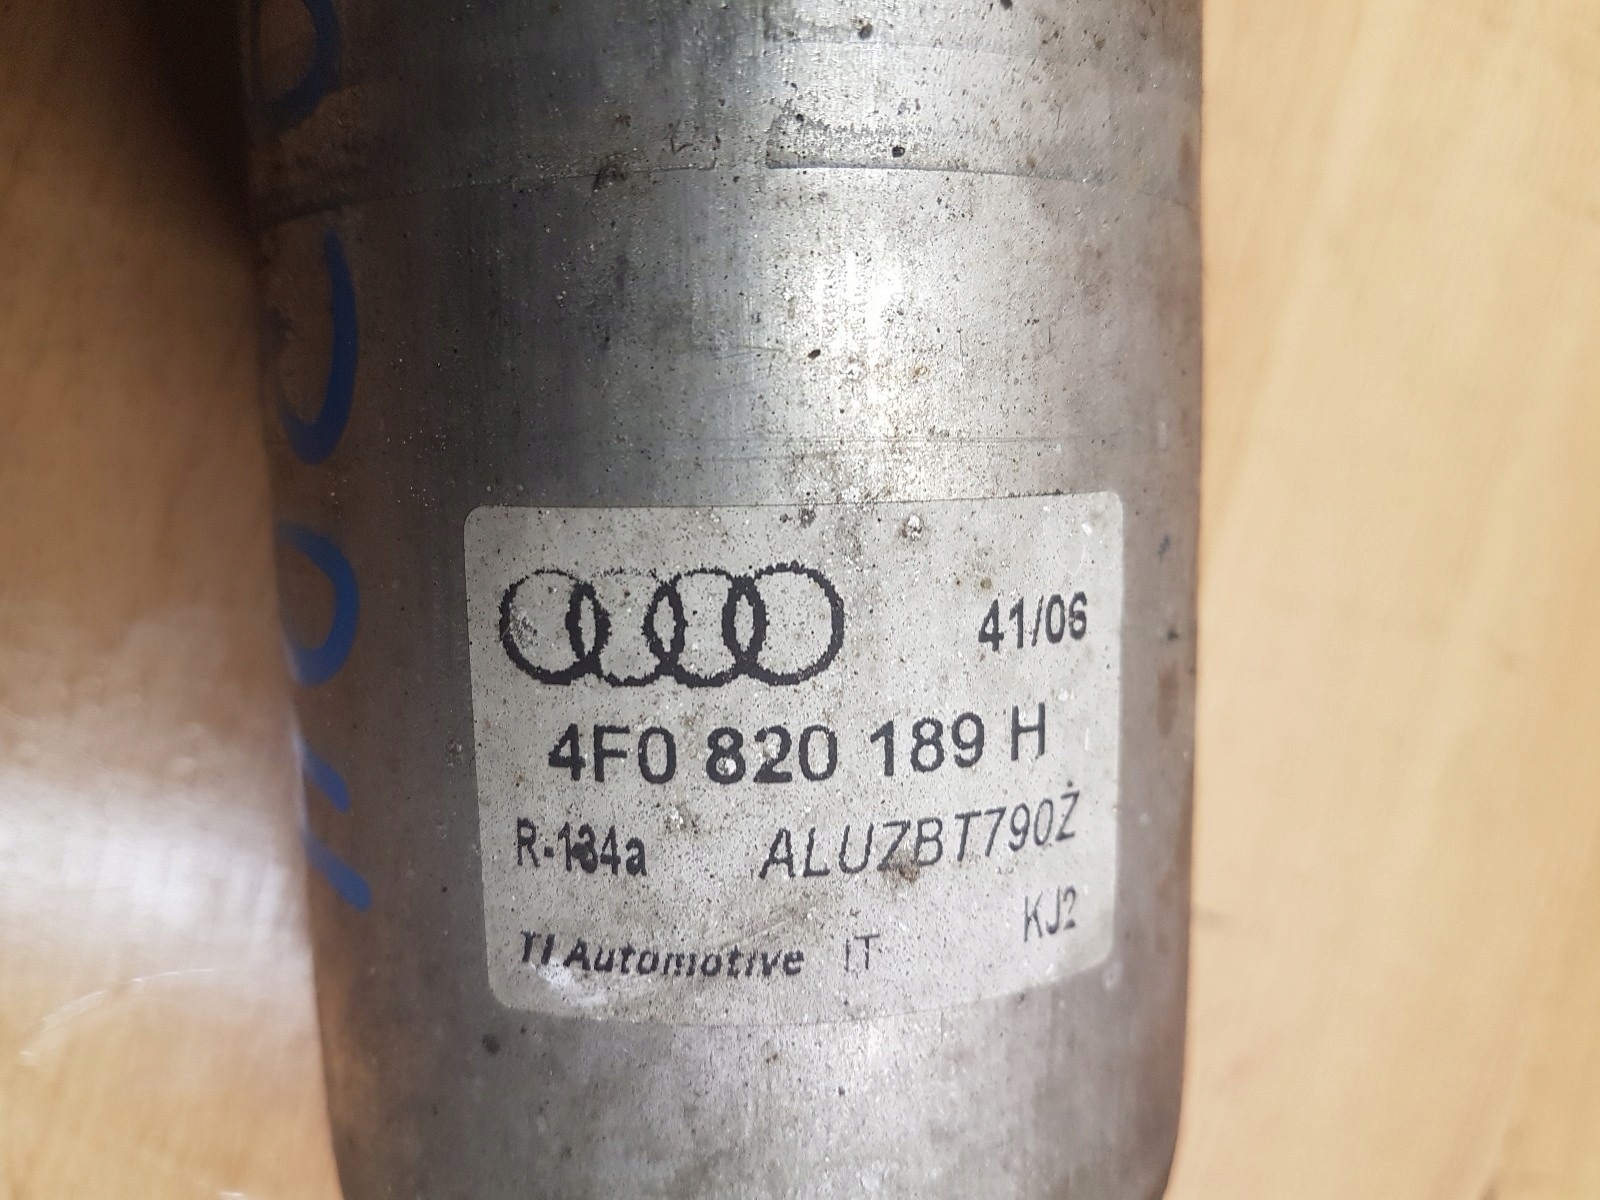 41/06
4F0 820 189 H
R-134a ALUZBT790Ż
KJ2
TI Automotive IT